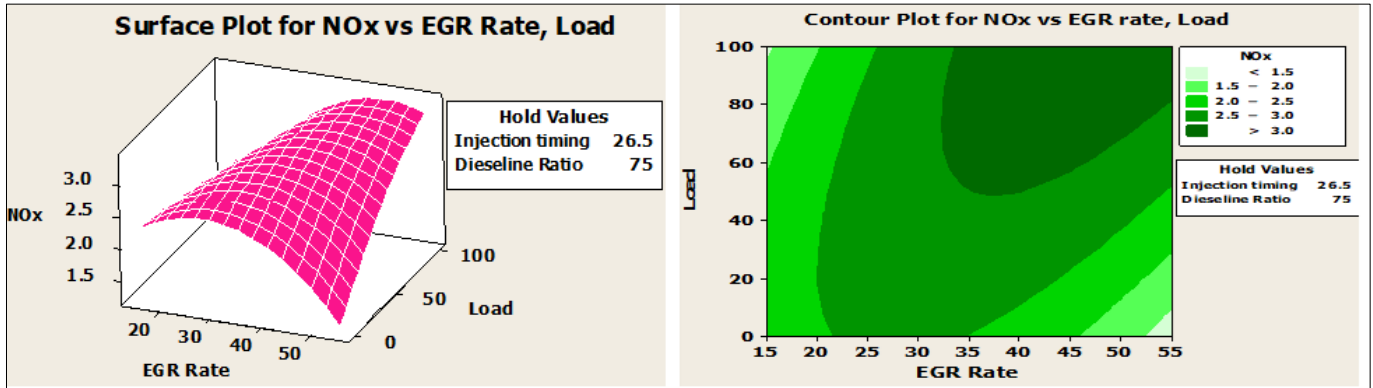 Surface Plot for NOx vs EGR Rate, Load
Hold Values
Injection timing 26.5
Dieseline Ratio 75
3.0
2.5
2.0
1.5
NOx
20
30
40
50
EGR Rate
0
50
100
Load
Contour Plot for NOx vs EGR rate, Load
NOx
< 1.5
1.5 – 2.0
2.0 – 2.5
2.5 – 3.0
> 3.0
Hold Values
Injection timing 26.5
Dieseline Ratio 75
100
80
60
40
20
0
Load
15 20 25 30 35 40 45 50 55
EGR Rate